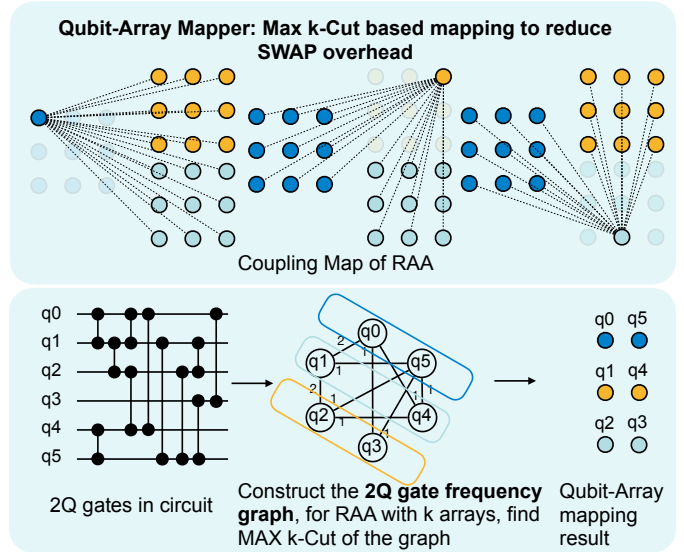 Qubit-Array Mapper: Max k-Cut based mapping to reduce
SWAP overhead
Coupling Map of RAA
q0
q1
q2
q3
q4
q5
2Q gates in circuit
q0
q1
q5
q2
q4
q3
2
1
1
2
1
1
1
1
1
Construct the 2Q gate frequency
graph, for RAA with k arrays, find
MAX k-Cut of the graph
q0 q5
q1 q4
q2 q3
Qubit-Array
mapping
result